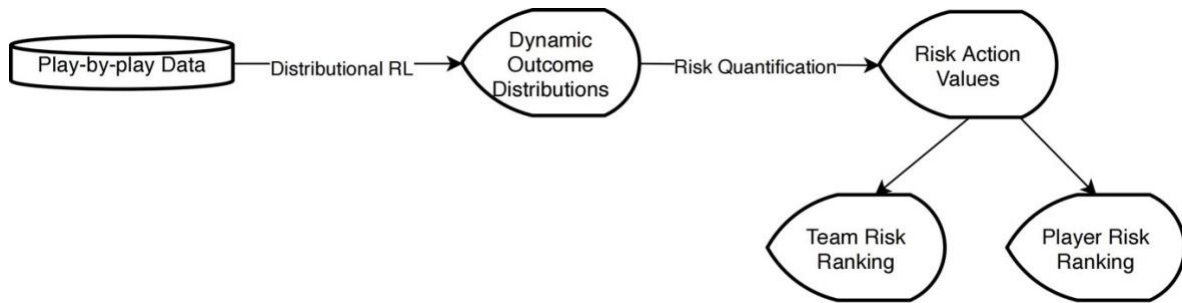 Play-by-play Data
Distributional RL
Dynamic
Outcome
Distributions
Risk Quantification
Risk Action
Values
Team Risk
Ranking
Player Risk
Ranking